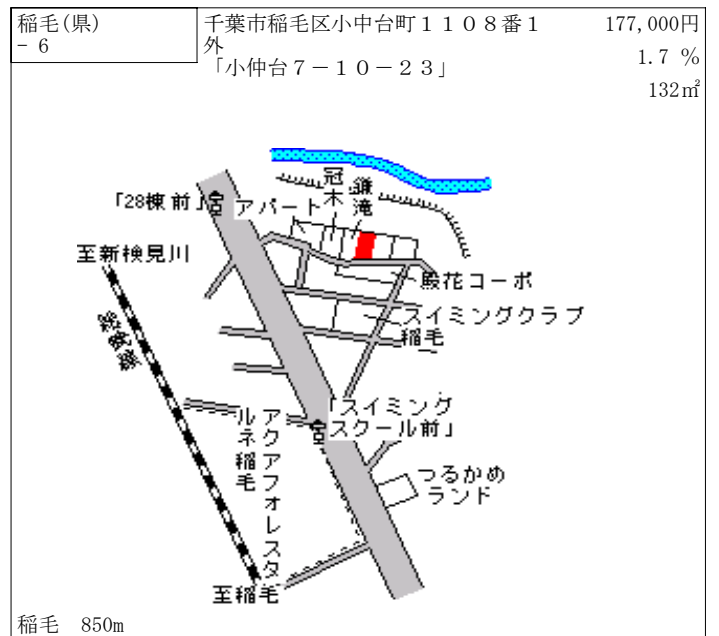 稲毛(県)
- 6
千葉市稲毛区小中台町１１０８番１
外
「小仲台７－１０－２３」
177,000円
1.7 %
132㎡
冠木
鎌滝
「28棟前」
アパート
至新検見川
殿花コーポ
スイミングクラブ
稲毛
総武線
「スイミング
スクール前」
アクアフォレスタ
ルネ稲毛
つるかめ
ランド
至稲毛
稲毛　850m